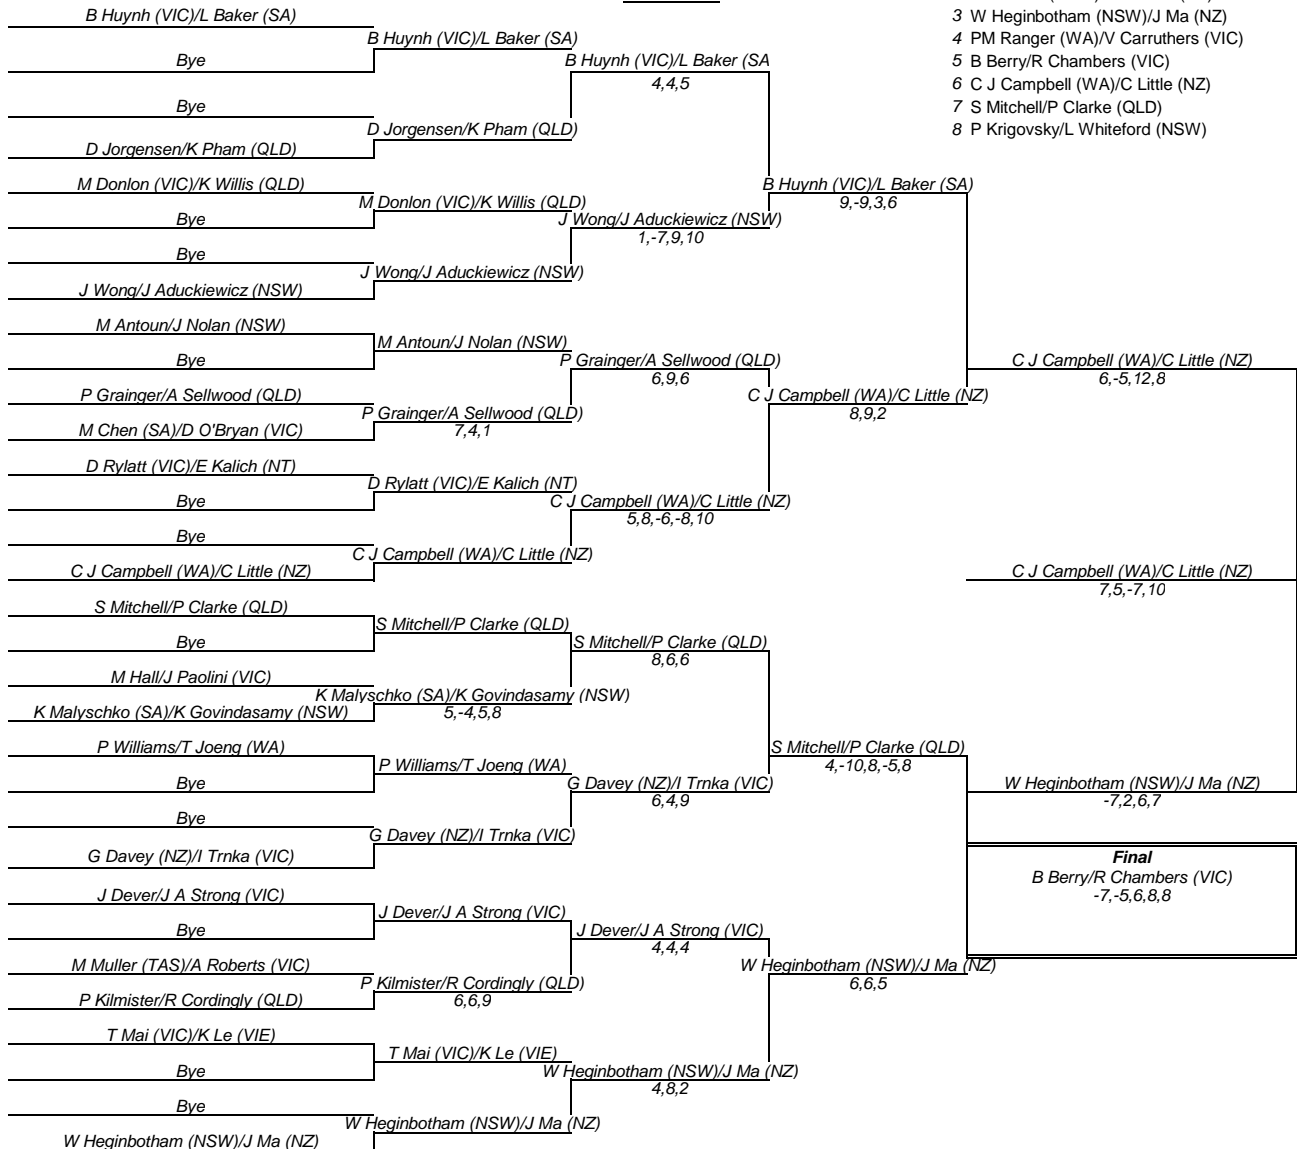 3 W Heginbotham (NSW)/J Ma (NZ)
4 PM Ranger (WA)/V Carruthers (VIC)
5 B Berry/R Chambers (VIC)
6 C J Campbell (WA)/C Little (NZ)
7 S Mitchell/P Clarke (QLD)
8 P Krigovsky/L Whiteford (NSW)
B Huynh (VIC)/L Baker (SA)
Bye
Bye
D Jorgensen/K Pham (QLD)
M Donlon (VIC)/K Willis (QLD)
Bye
Bye
J Wong/J Aduckiewicz (NSW)
M Antoun/J Nolan (NSW)
Bye
P Grainger/A Sellwood (QLD)
M Chen (SA)/D O'Bryan (VIC)
D Rylatt (VIC)/E Kalich (NT)
Bye
Bye
C J Campbell (WA)/C Little (NZ)
S Mitchell/P Clarke (QLD)
Bye
M Hall/J Paolini (VIC)
K Malyschko (SA)/K Govindasamy (NSW)
P Williams/T Joeng (WA)
Bye
Bye
G Davey (NZ)/I Trnka (VIC)
J Dever/J A Strong (VIC)
Bye
M Muller (TAS)/A Roberts (VIC)
P Kilmister/R Cordingly (QLD)
T Mai (VIC)/K Le (VIE)
Bye
Bye
W Heginbotham (NSW)/J Ma (NZ)
B Huynh (VIC)/L Baker (SA)
D Jorgensen/K Pham (QLD)
M Donlon (VIC)/K Willis (QLD)
J Wong/J Aduckiewicz (NSW)
M Antoun/J Nolan (NSW)
P Grainger/A Sellwood (QLD)
7,4,1
D Rylatt (VIC)/E Kalich (NT)
C J Campbell (WA)/C Little (NZ)
S Mitchell/P Clarke (QLD)
K Malyschko (SA)/K Govindasamy (NSW)
5,-4,5,8
P Williams/T Joeng (WA)
G Davey (NZ)/I Trnka (VIC)
J Dever/J A Strong (VIC)
P Kilmister/R Cordingly (QLD)
6,6,9
T Mai (VIC)/K Le (VIE)
W Heginbotham (NSW)/J Ma (NZ)
B Huynh (VIC)/L Baker (SA
4,4,5
J Wong/J Aduckiewicz (NSW)
1,-7,9,10
P Grainger/A Sellwood (QLD)
6,9,6
C J Campbell (WA)/C Little (NZ)
5,8,-6,-8,10
S Mitchell/P Clarke (QLD)
8,6,6
G Davey (NZ)/I Trnka (VIC)
6,4,9
J Dever/J A Strong (VIC)
4,4,4
W Heginbotham (NSW)/J Ma (NZ)
4,8,2
B Huynh (VIC)/L Baker (SA)
9,-9,3,6
C J Campbell (WA)/C Little (NZ)
8,9,2
S Mitchell/P Clarke (QLD)
4,-10,8,-5,8
W Heginbotham (NSW)/J Ma (NZ)
6,6,5
C J Campbell (WA)/C Little (NZ)
6,-5,12,8
C J Campbell (WA)/C Little (NZ)
7,5,-7,10
W Heginbotham (NSW)/J Ma (NZ)
-7,2,6,7
Final
B Berry/R Chambers (VIC)
-7,-5,6,8,8